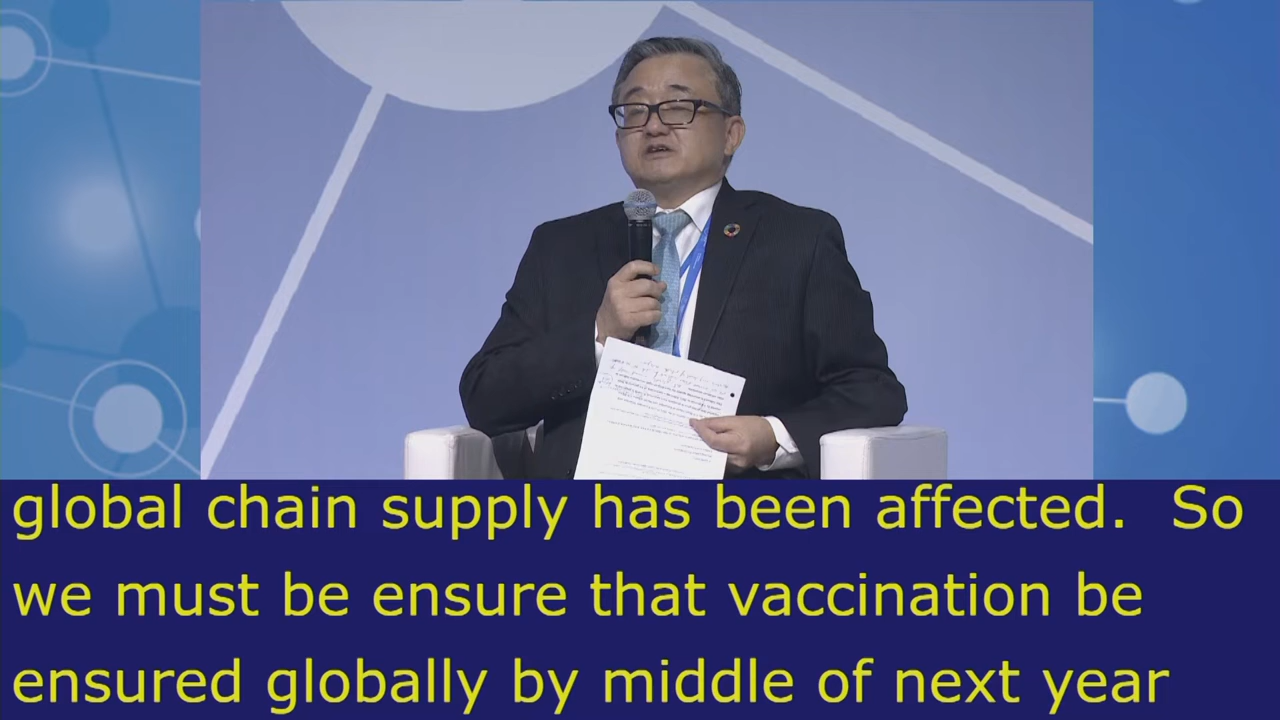 global chain supply has been affected.  So
we must be ensure that vaccination be
ensured globally by middle of next year